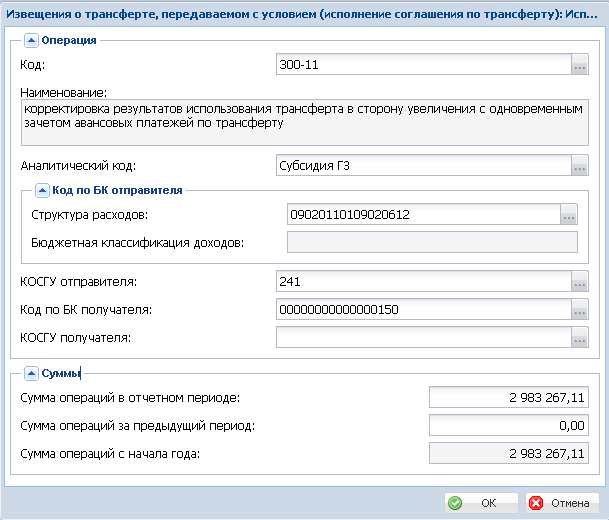 Извещения о трансферте, передаваемом с условием (исполнение соглашения по трансферту): Исп...
Операция
Код: 300-11 ...
Наименование:
корректировка результатов использования трансферта в сторону увеличения с одновременным
зачетом авансовых платежей по трансферту
Аналитический код: Субсидия ГЗ ...
Код по БК отправителя
Структура расходов: 09020110109020612 ...
Бюджетная классификация доходов:
КОСГУ отправителя: 241 ...
Код по БК получателя: 00000000000000150 ...
КОСГУ получателя: ...
Суммы
Сумма операций в отчетном периоде: 2 983 267,11
Сумма операций за предыдущий период: 0,00
Сумма операций с начала года: 2 983 267,11
ОК Отмена